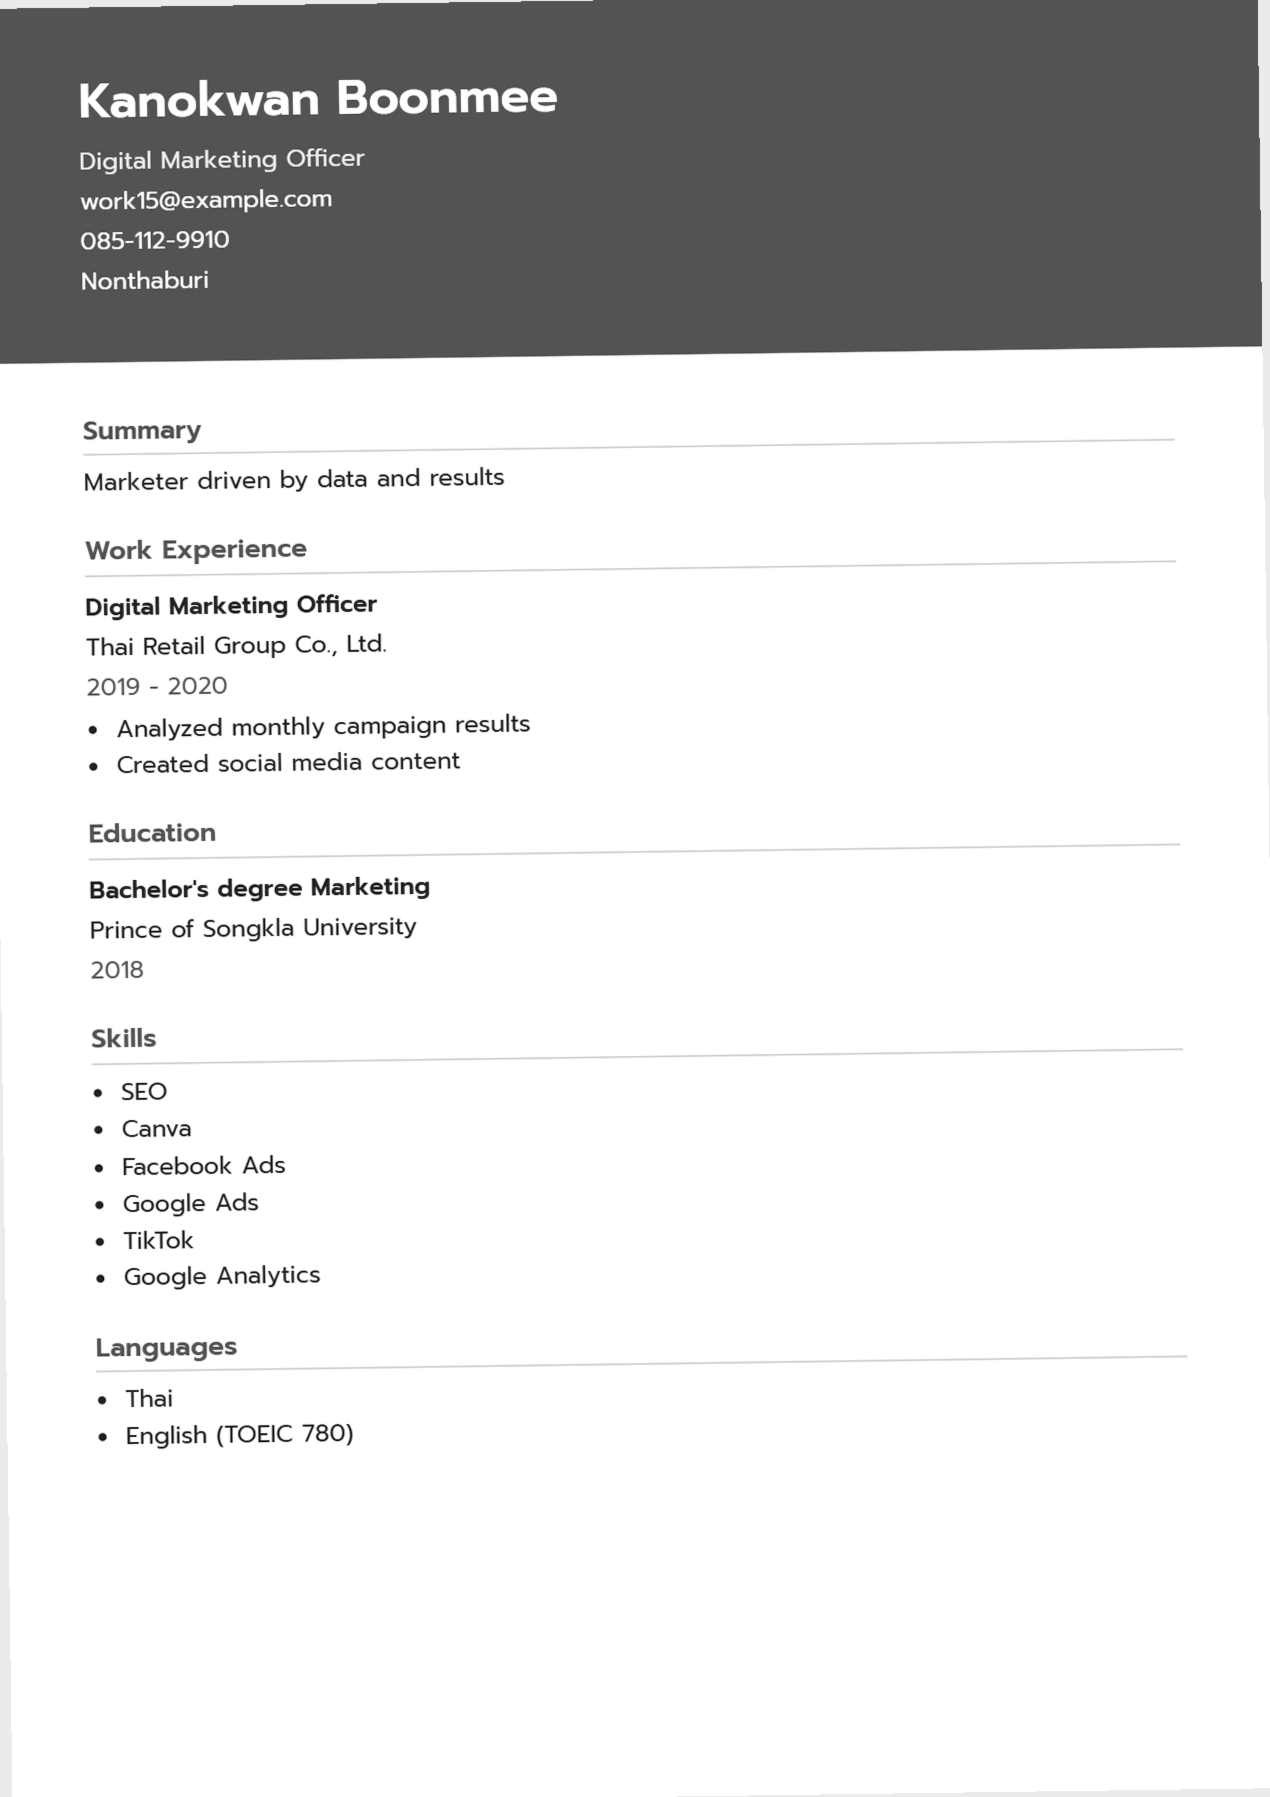 Kanokwan Boonmee
Digital Marketing Officer
work15@example.com
085-112-9910
Nonthaburi
Summary
Marketer driven by data and results
Work Experience
Digital Marketing Officer
Thai Retail Group Co., Ltd.
2019 - 2020
• Analyzed monthly campaign results
• Created social media content
Education
Bachelor's degree Marketing
Prince of Songkla University
2018
Skills
• SEO
• Canva
• Facebook Ads
• Google Ads
• TikTok
• Google Analytics
Languages
• Thai
• English (TOEIC 780)